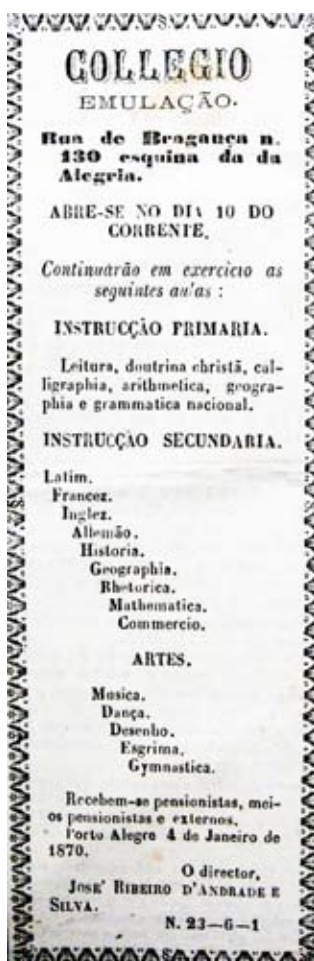 COLLEGIO
EMULAÇÃO.
Rua de Bragança n.
130 esquina da da
Alegria.
ABRE-SE NO DIA 10 DO
CORRENTE.
Continuárão em exercicio as
seguintes au'as :
INSTRUCÇÃO PRIMARIA.
Leitura, doutrina christã, cal-
ligraphia, arithmetica, geogra-
phia e grammatica nacional.
INSTRUCÇÃO SECUNDARIA.
Latim.
Francez.
Inglez.
Allemão.
Historia.
Geographia.
Rhetorica.
Mathematica.
Commercio.
ARTES.
Musica.
Dança.
Desenho.
Esgrima.
Gymnastica.
Recebem-se pensionistas, mei-
os pensionistas e externos.
Porto Alegre 4 de Janeiro de
1870.
O director,
JOSE' RIBEIRO D'ANDRADE E
SILVA.
N. 23—6—1